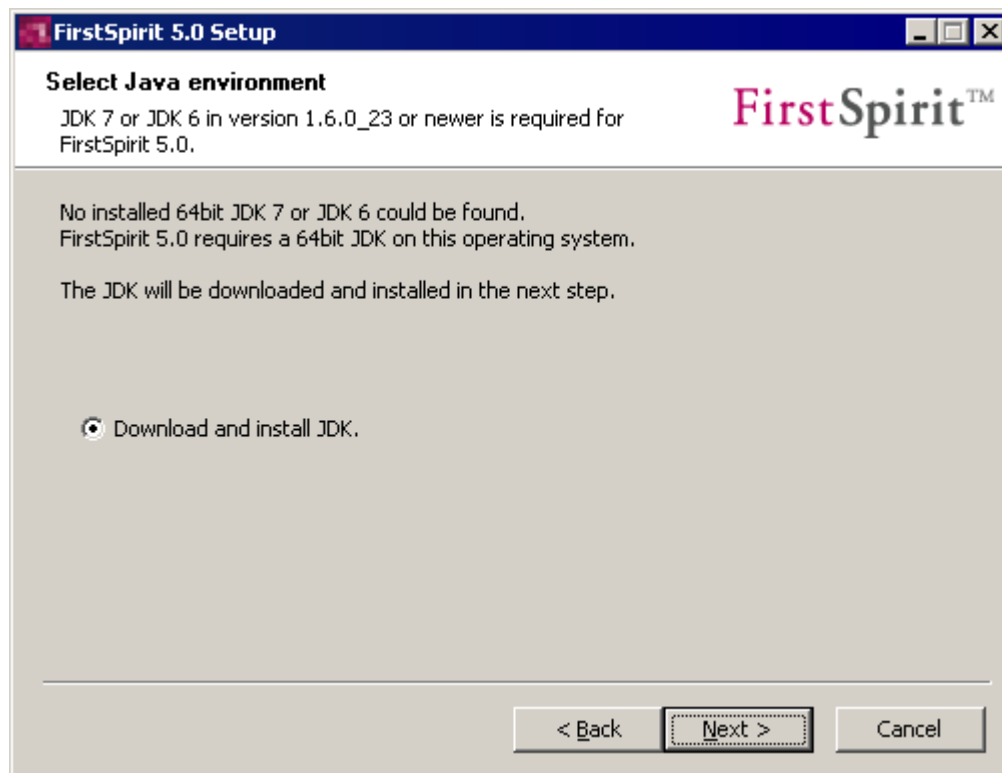 FirstSpirit 5.0 Setup
Select Java environment
JDK 7 or JDK 6 in version 1.6.0_23 or newer is required for
FirstSpirit 5.0.
FirstSpirit™
No installed 64bit JDK 7 or JDK 6 could be found.
FirstSpirit 5.0 requires a 64bit JDK on this operating system.
The JDK will be downloaded and installed in the next step.
Download and install JDK.
< Back
Next >
Cancel